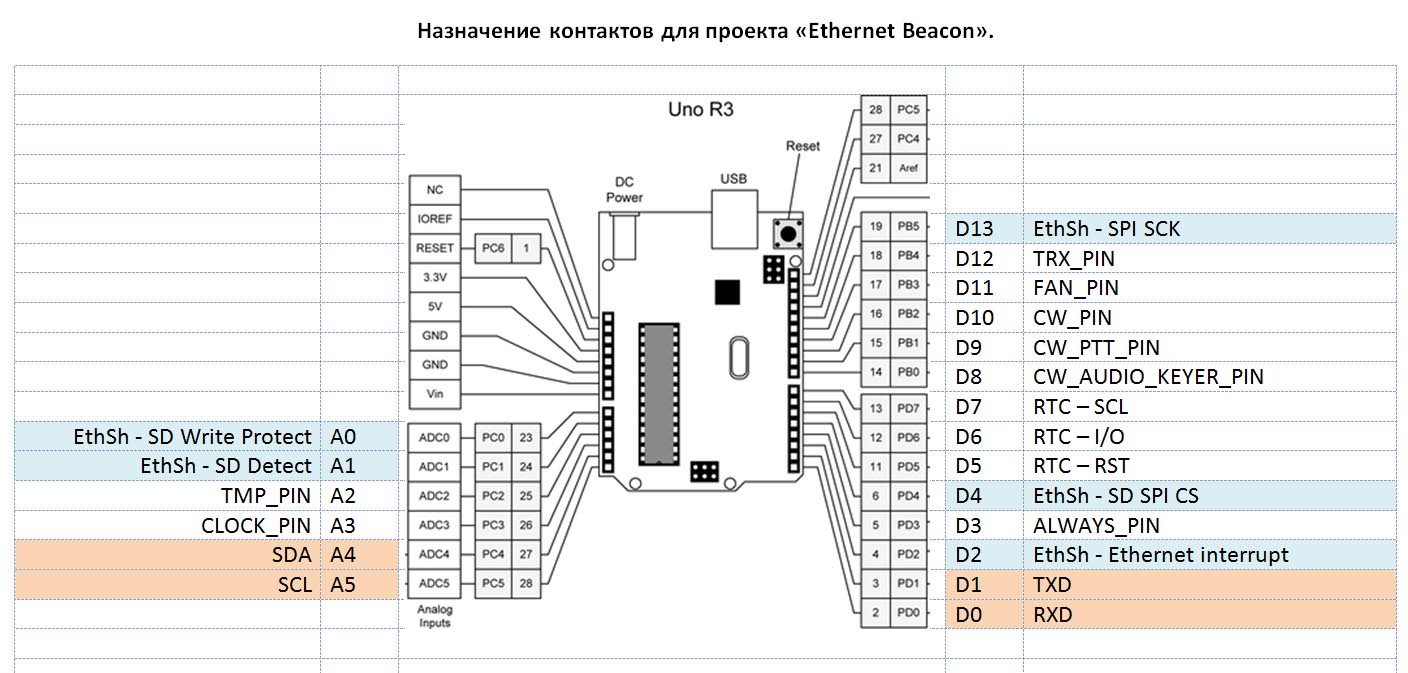 Назначение контактов для проекта «Ethernet Beacon».
Uno R3
28 PC5
27 PC4
21 Aref
Reset
DC
Power
USB
NC
IOREF
RESET PC6 1
3.3V
5V
GND
GND
Vin
19 PB5 D13 EthSh - SPI SCK
18 PB4 D12 TRX_PIN
17 PB3 D11 FAN_PIN
16 PB2 D10 CW_PIN
15 PB1 D9 CW_PTT_PIN
14 PB0 D8 CW_AUDIO_KEYER_PIN
13 PD7 D7 RTC – SCL
12 PD6 D6 RTC – I/O
11 PD5 D5 RTC – RST
6 PD4 D4 EthSh - SD SPI CS
5 PD3 D3 ALWAYS_PIN
4 PD2 D2 EthSh - Ethernet interrupt
3 PD1 D1 TXD
2 PD0 D0 RXD
EthSh - SD Write Protect A0 ADC0 PC0 23
EthSh - SD Detect A1 ADC1 PC1 24
TMP_PIN A2 ADC2 PC2 25
CLOCK_PIN A3 ADC3 PC3 26
SDA A4 ADC4 PC4 27
SCL A5 ADC5 PC5 28
Analog
Inputs